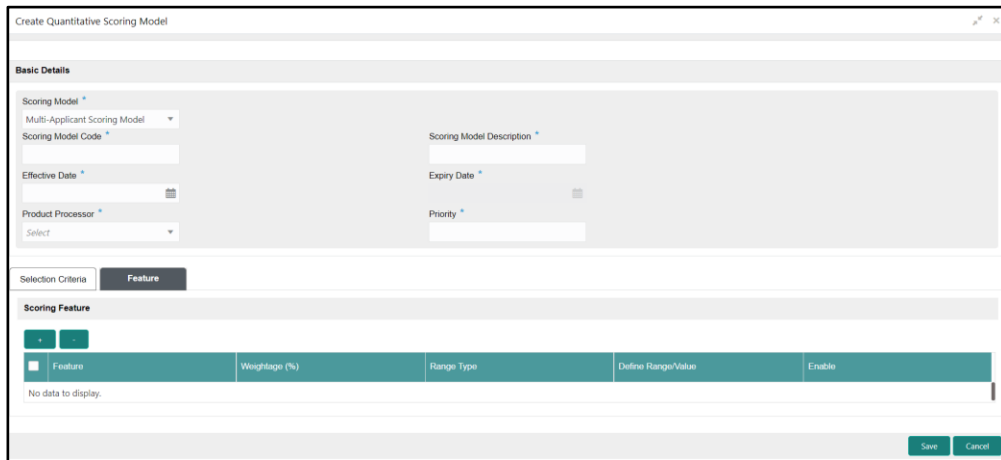 Create Quantitative Scoring Model
Basic Details
Scoring Model *
Multi-Applicant Scoring Model
Scoring Model Code * Scoring Model Description *
Effective Date * Expiry Date *
Product Processor * Priority *
Select
Selection Criteria Feature
Scoring Feature
+ -
Feature Weightage (%) Range Type Define Range/Value Enable
No data to display.
Save Cancel